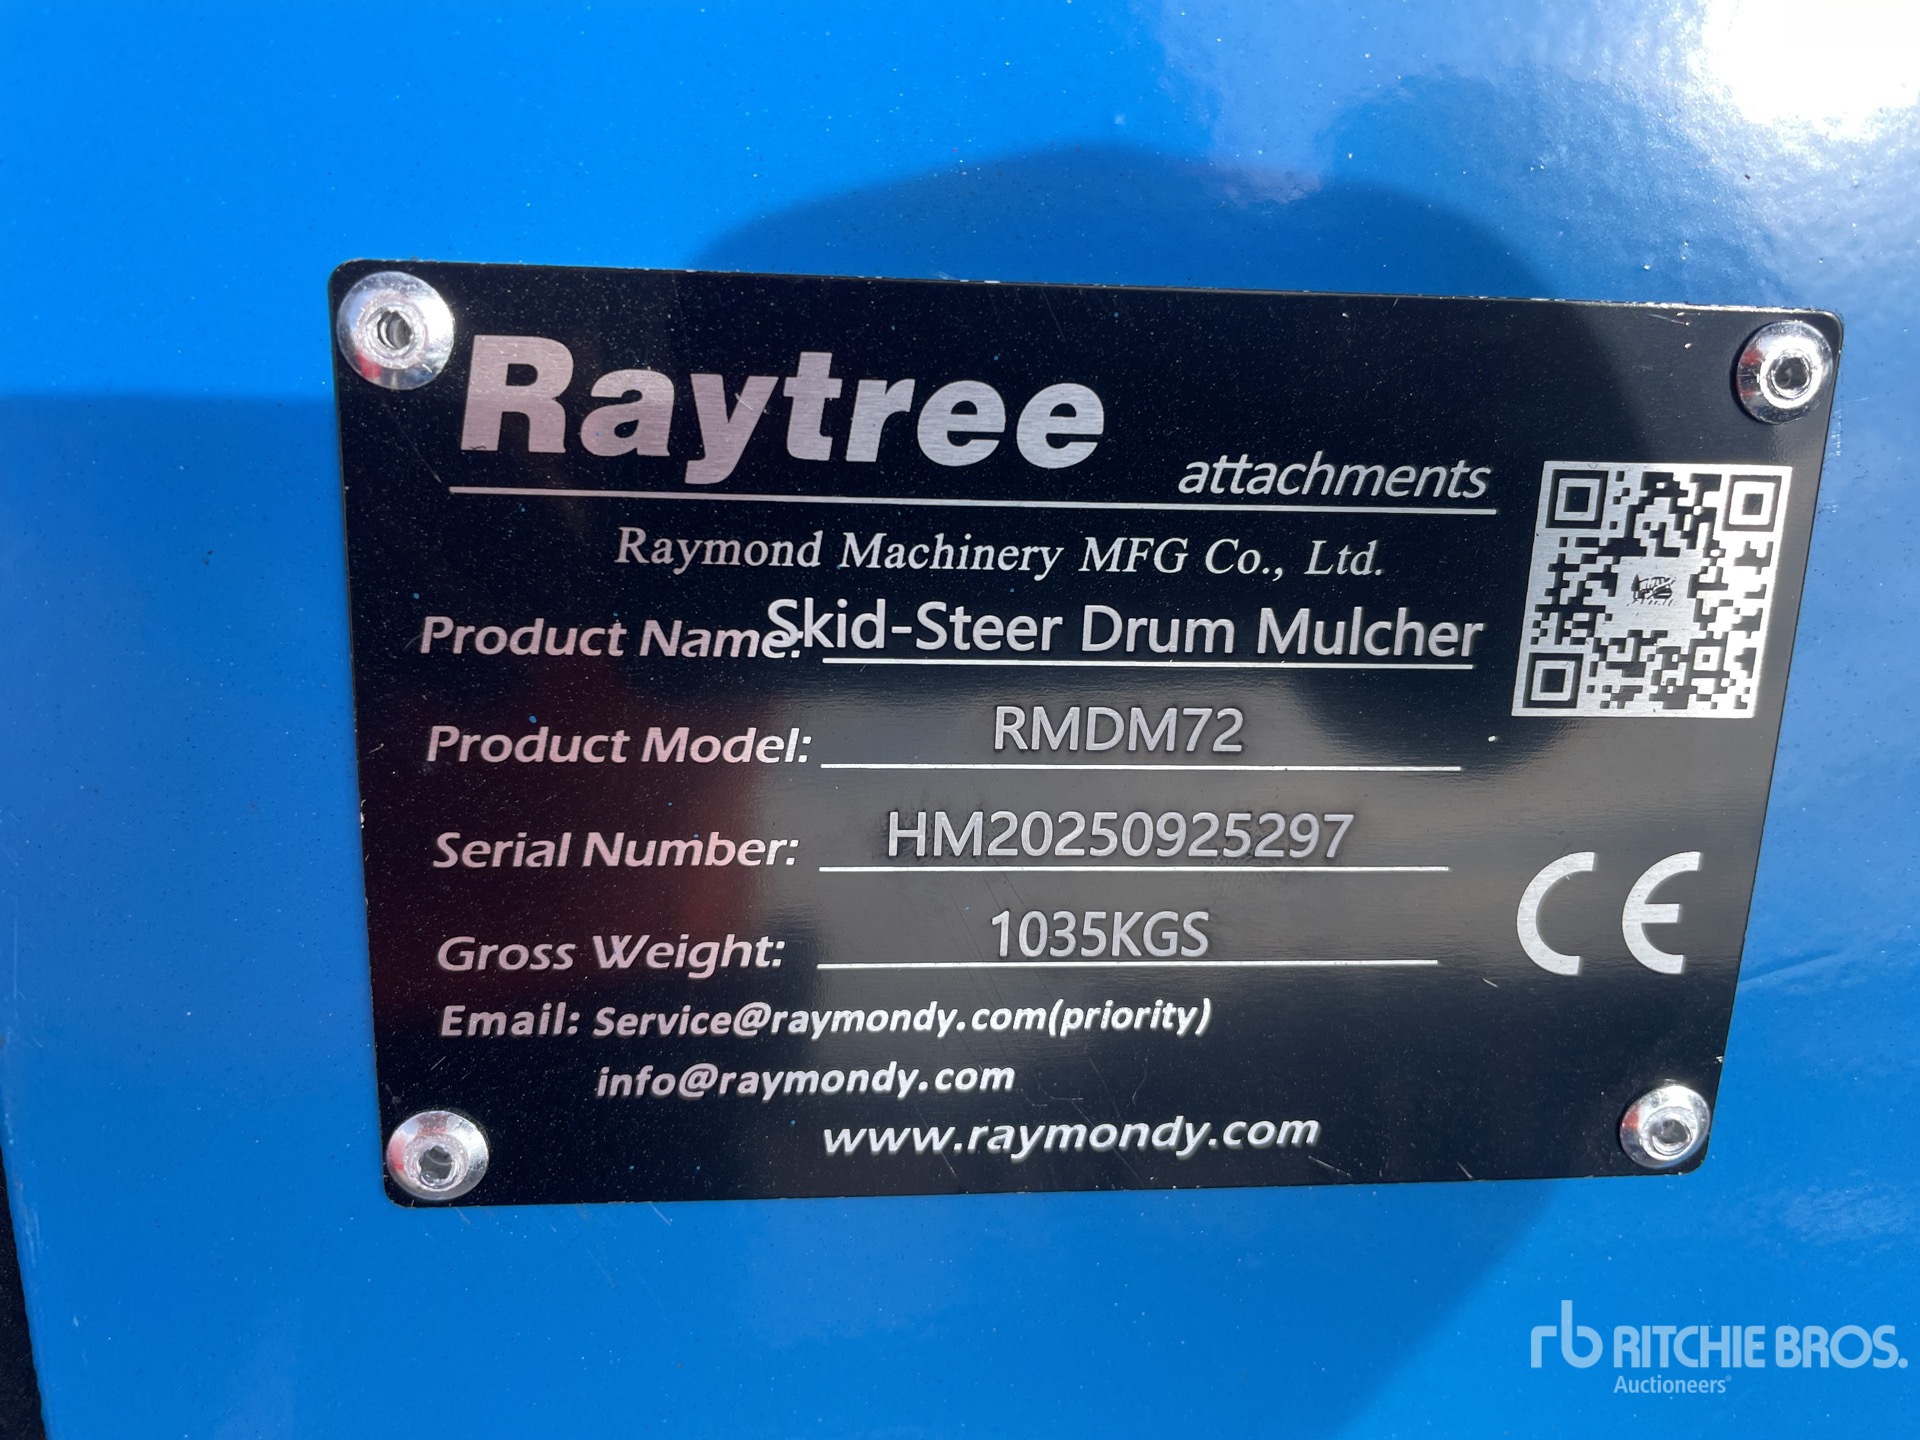 Raytree
attachments
Raymond Machinery MFG Co., Ltd.
Product Name: Skid-Steer Drum Mulcher
Product Model: RMDM72
Serial Number: HM20250925297
Gross Weight: 1035KGS
Email: Service@raymondy.com(priority)
info@raymondy.com
www.raymondy.com
CE
rb RITCHIE BROS.
Auctioneers